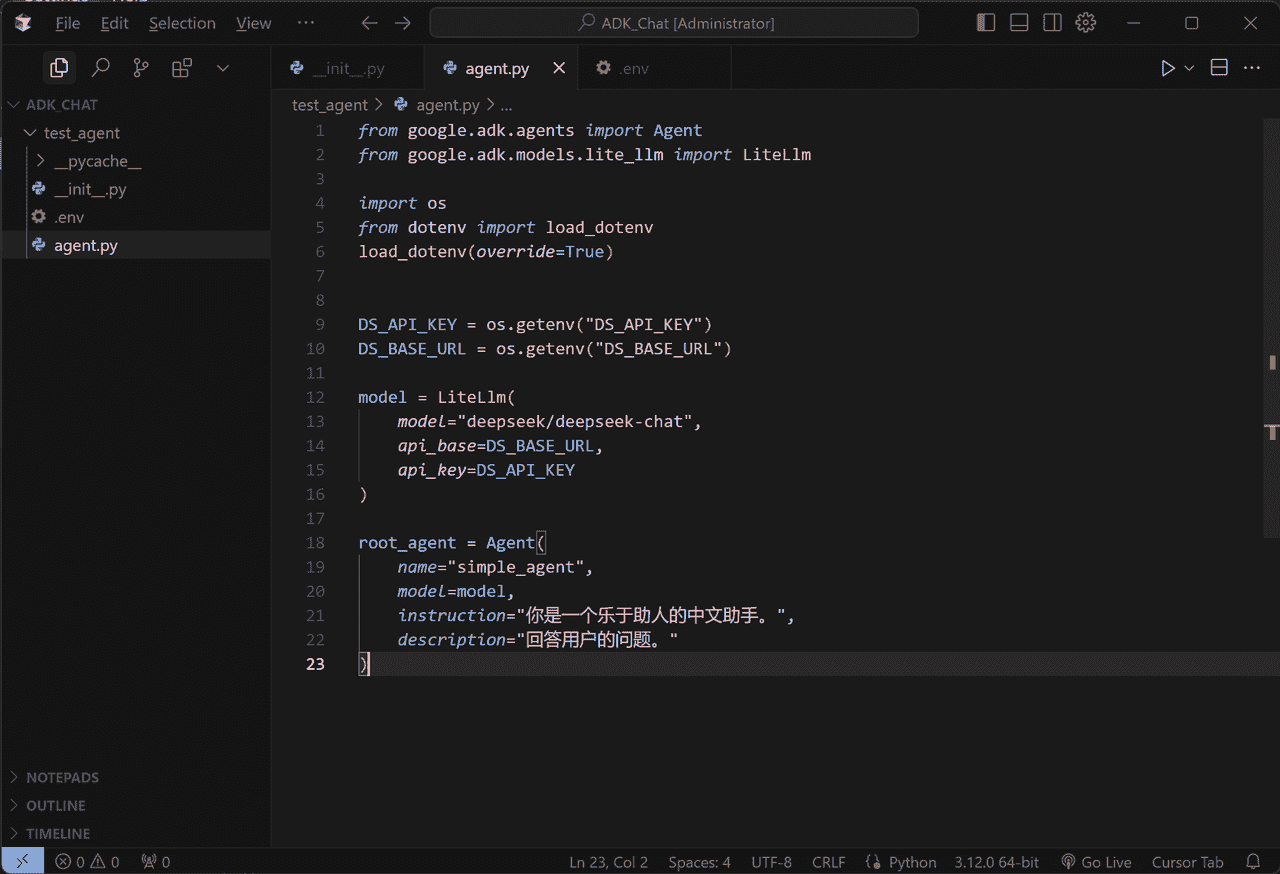 File Edit Selection View ··· ADK_Chat [Administrator]
__init__.py agent.py .env
ADK_CHAT
test_agent
__pycache__
__init__.py
.env
agent.py
test_agent > agent.py > ...
1 from google.adk.agents import Agent
2 from google.adk.models.lite_llm import LiteLlm
3
4 import os
5 from dotenv import load_dotenv
6 load_dotenv(override=True)
7
8
9 DS_API_KEY = os.getenv("DS_API_KEY")
10 DS_BASE_URL = os.getenv("DS_BASE_URL")
11
12 model = LiteLlm(
13     model="deepseek/deepseek-chat",
14     api_base=DS_BASE_URL,
15     api_key=DS_API_KEY
16 )
17
18 root_agent = Agent(
19     name="simple_agent",
20     model=model,
21     instruction="你是一个乐于助人的中文助手。",
22     description="回答用户的问题。"
23 )
NOTEPADS
OUTLINE
TIMELINE
0 0 0 Ln 23, Col 2 Spaces: 4 UTF-8 CRLF Python 3.12.0 64-bit Go Live Cursor Tab